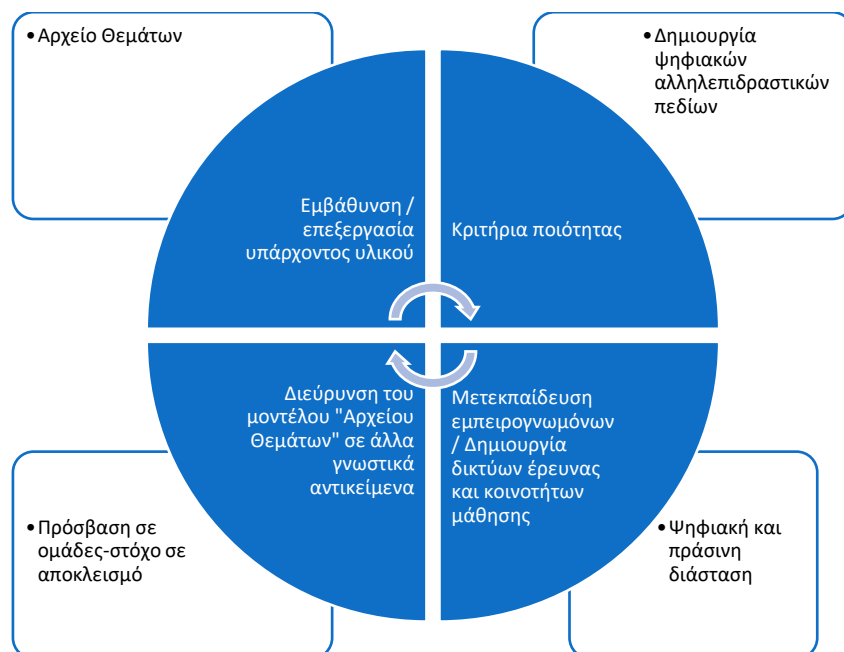 •Αρχείο Θεμάτων
•Δημιουργία
ψηφιακών
αλληλεπιδραστικών
πεδίων
Εμβάθυνση /
επεξεργασία
υπάρχοντος υλικού
Κριτήρια ποιότητας
Διεύρυνση του
μοντέλου "Αρχείου
Θεμάτων" σε άλλα
γνωστικά
αντικείμενα
Μετεκπαίδευση
εμπειρογνωμόνων
/ Δημιουργία
δικτύων έρευνας
και κοινοτήτων
μάθησης
•Πρόσβαση σε
ομάδες-στόχο σε
αποκλεισμό
•Ψηφιακή και
πράσινη
διάσταση